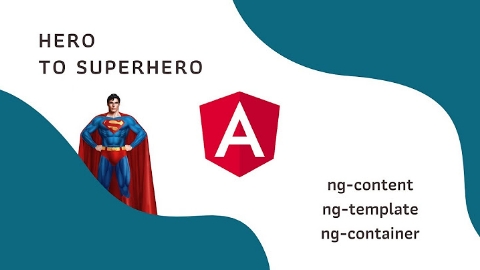 HERO
TO SUPERHERO
A
ng-content
ng-template
ng-container